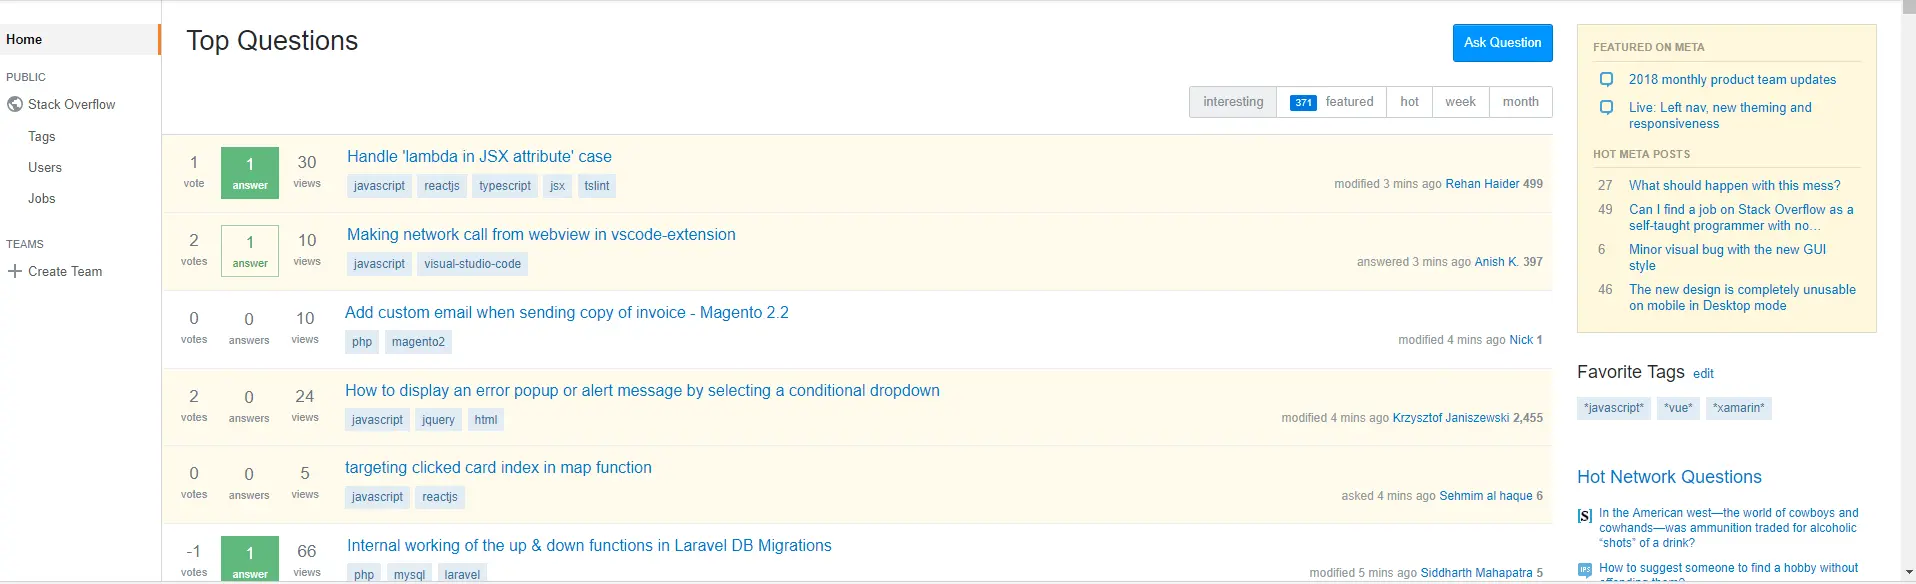 Home
PUBLIC
Stack Overflow
Tags
Users
Jobs
TEAMS
Create Team
Top Questions
Ask Question
interesting
371 featured
hot
week
month
1 vote
1 answer
30 views
Handle 'lambda in JSX attribute' case
javascript reactjs typescript jsx tslint
modified 3 mins ago Rehan Haider 499
2 votes
1 answer
10 views
Making network call from webview in vscode-extension
javascript visual-studio-code
answered 3 mins ago Anish K. 397
0 votes
0 answers
10 views
Add custom email when sending copy of invoice - Magento 2.2
php magento2
modified 4 mins ago Nick 1
2 votes
0 answers
24 views
How to display an error popup or alert message by selecting a conditional dropdown
javascript jquery html
modified 4 mins ago Krzysztof Janiszewski 2,455
0 votes
0 answers
5 views
targeting clicked card index in map function
javascript reactjs
asked 4 mins ago Sehmim al haque 6
-1 votes
1 answer
66 views
Internal working of the up & down functions in Laravel DB Migrations
php mysql laravel
modified 5 mins ago Siddharth Mahapatra 5
FEATURED ON META
2018 monthly product team updates
Live: Left nav, new theming and
responsiveness
HOT META POSTS
27 What should happen with this mess?
49 Can I find a job on Stack Overflow as a
self-taught programmer with no…
6 Minor visual bug with the new GUI
style
46 The new design is completely unusable
on mobile in Desktop mode
Favorite Tags edit
*javascript* *vue* *xamarin*
Hot Network Questions
[S] In the American west—the world of cowboys and
cowhands—was ammunition traded for alcoholic
“shots” of a drink?
IPS How to suggest someone to find a hobby without